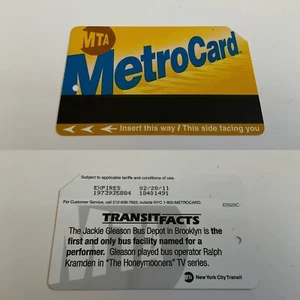 MTA
MetroCard®
Insert this way / This side facing you
Subject to applicable tariffs and conditions of use.
EXPIRES 02/28/11
1973935884 18401491
For Customer Service, call 212-638-7622, outside NYC 1-800-METROCARD.
TRANSITFACTS
The Jackie Gleason Bus Depot In Brooklyn is the
first and only bus facility named for a
performer. Gleason played bus operator Ralph
Kramden in "The Honeymooners" TV series.
New York City Transit